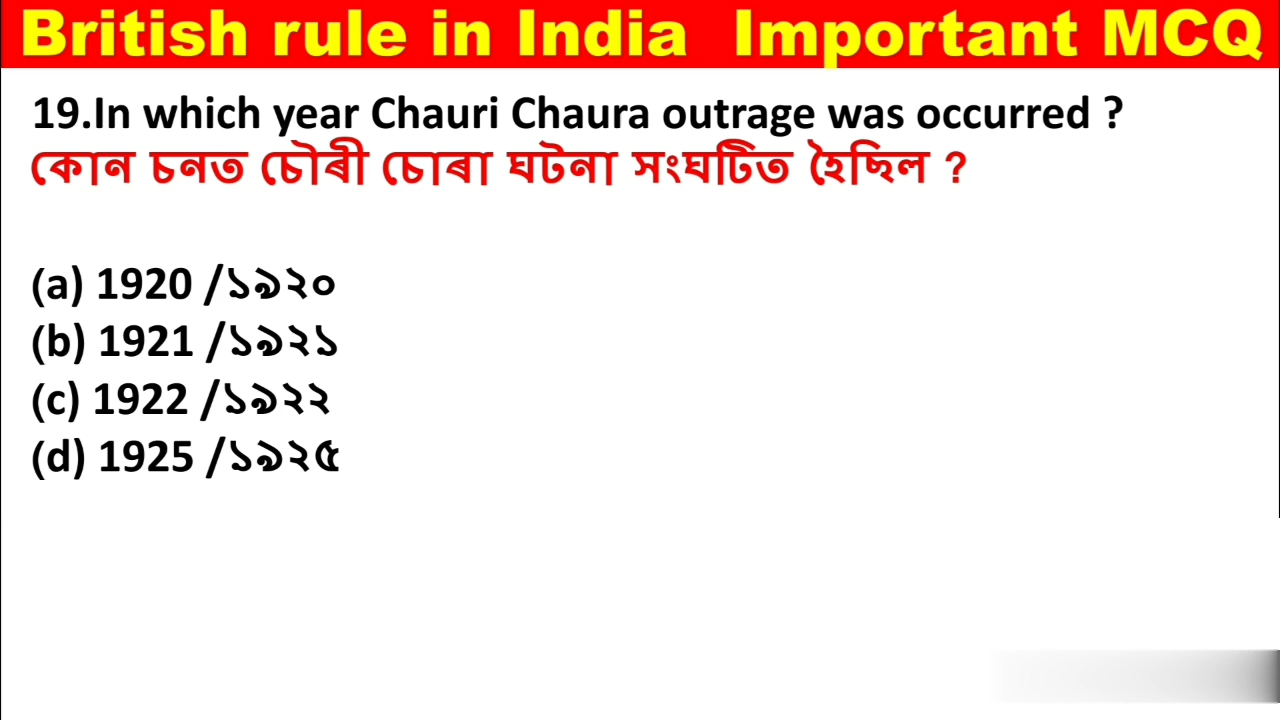 British rule in India Important MCQ
19.In which year Chauri Chaura outrage was occurred ?
কোন চনত চৌৰী চোৰা ঘটনা সংঘটিত হৈছিল ?
(a) 1920 /১৯২০
(b) 1921 /১৯২১
(c) 1922 /১৯২২
(d) 1925 /১৯২৫